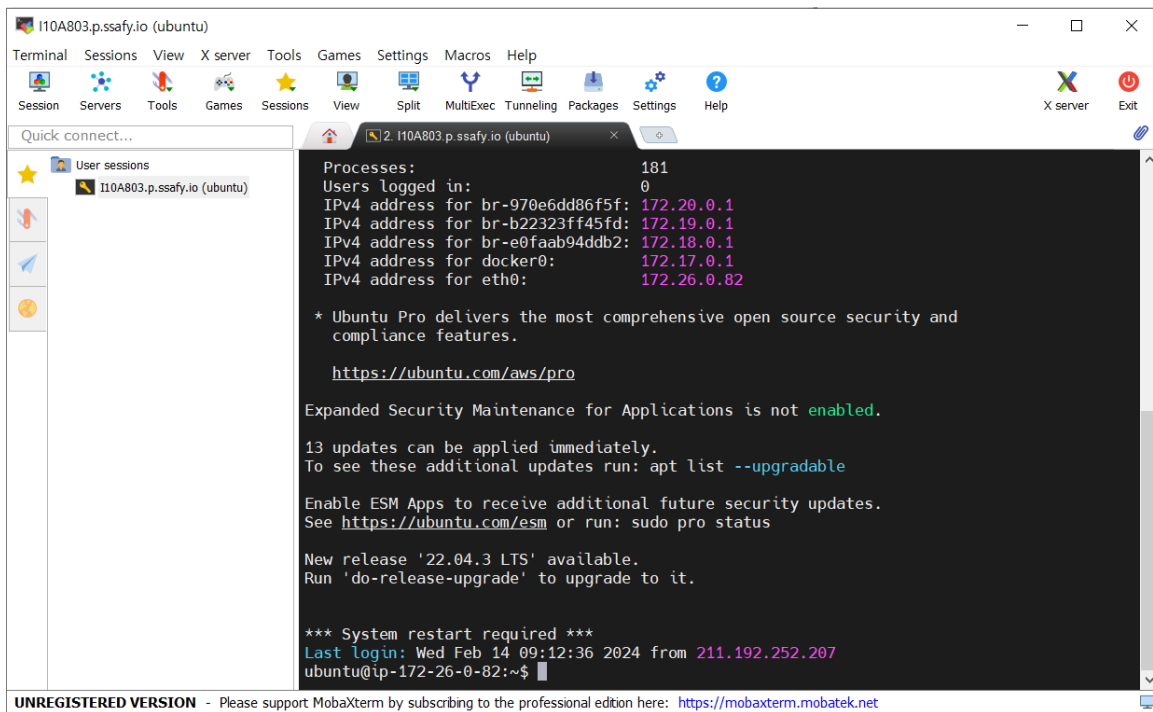 I10A803.p.ssafy.io (ubuntu)
Terminal Sessions View X server Tools Games Settings Macros Help
Session Servers Tools Games Sessions View Split MultiExec Tunneling Packages Settings Help X server Exit
Quick connect...
2. I10A803.p.ssafy.io (ubuntu)
User sessions
I10A803.p.ssafy.io (ubuntu)
Processes: 181
Users logged in: 0
IPv4 address for br-970e6dd86f5f: 172.20.0.1
IPv4 address for br-b22323ff45fd: 172.19.0.1
IPv4 address for br-e0faab94ddb2: 172.18.0.1
IPv4 address for docker0: 172.17.0.1
IPv4 address for eth0: 172.26.0.82
* Ubuntu Pro delivers the most comprehensive open source security and
compliance features.
https://ubuntu.com/aws/pro
Expanded Security Maintenance for Applications is not enabled.
13 updates can be applied immediately.
To see these additional updates run: apt list --upgradable
Enable ESM Apps to receive additional future security updates.
See https://ubuntu.com/esm or run: sudo pro status
New release '22.04.3 LTS' available.
Run 'do-release-upgrade' to upgrade to it.
*** System restart required ***
Last login: Wed Feb 14 09:12:36 2024 from 211.192.252.207
ubuntu@ip-172-26-0-82:~$
UNREGISTERED VERSION - Please support MobaXterm by subscribing to the professional edition here: https://mobaxterm.mobatek.net